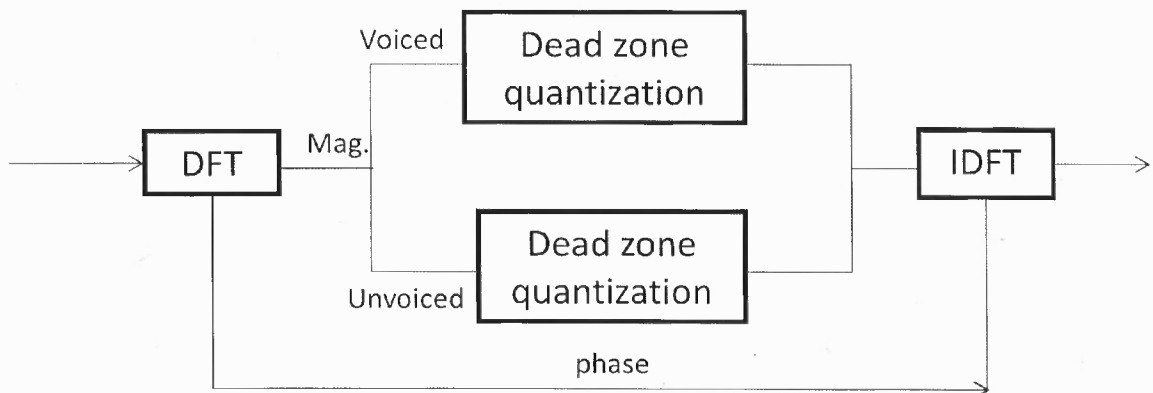 Voiced
Dead zone
quantization
DFT
Mag.
IDFT
Unvoiced
Dead zone
quantization
phase